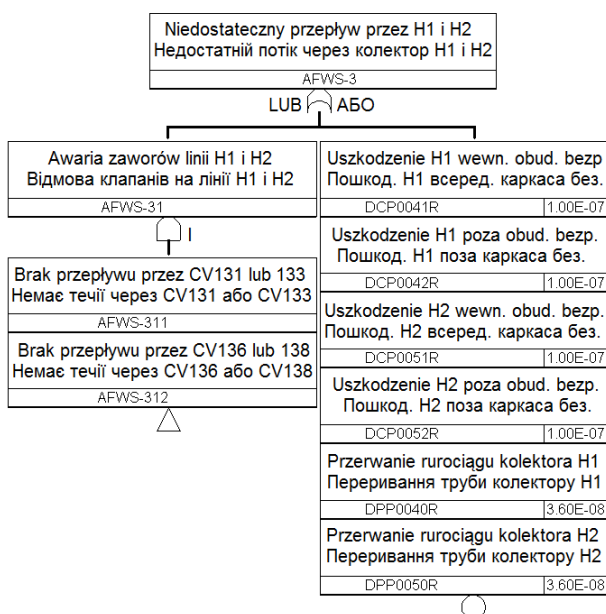 Niedostateczny przepływ przez H1 i H2
Недостатній потік через колектор H1 і H2
AFWS-3
LUB АБО
Awaria zaworów linii H1 i H2
Відмова клапанів на лінії H1 і H2
AFWS-31
I
Brak przepływu przez CV131 lub 133
Немає течії через CV131 або CV133
AFWS-311
Brak przepływu przez CV136 lub 138
Немає течії через CV136 або CV138
AFWS-312
Uszkodzenie H1 wewn. obud. bezp
Пошкод. H1 всеред. каркаса без.
DCP0041R 1.00E-07
Uszkodzenie H1 poza obud. bezp.
Пошкод. H1 поза каркаса без.
DCP0042R 1.00E-07
Uszkodzenie H2 wewn. obud. bezp.
Пошкод. H2 всеред. каркаса без.
DCP0051R 1.00E-07
Uszkodzenie H2 poza obud. bezp.
Пошкод. H2 поза каркаса без.
DCP0052R 1.00E-07
Przerwanie rurociągu kolektora H1
Переривання труби колектору H1
DPP0040R 3.60E-08
Przerwanie rurociągu kolektora H2
Переривання труби колектору H2
DPP0050R 3.60E-08